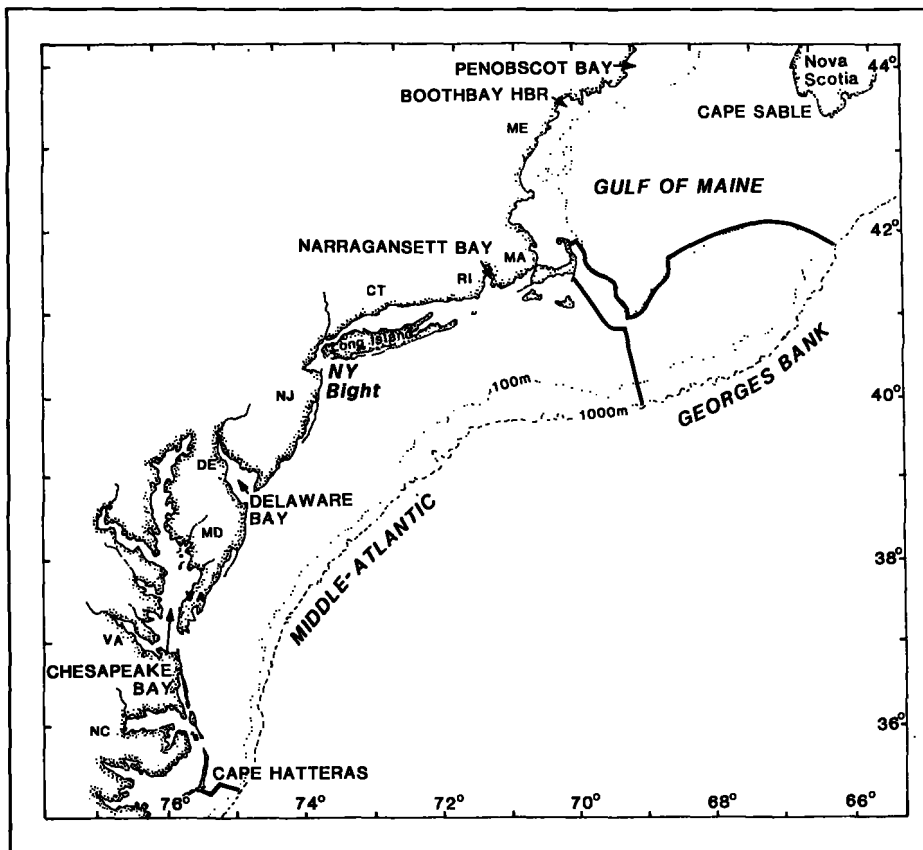 PENOBSCOT BAY
BOOTHBAY HBR
ME
Nova
Scotia
44°
CAPE SABLE
GULF OF MAINE
NARRAGANSETT BAY
MA
42°
RI
CT
Long Island
NY
Bight
NJ
100m
1000m
GEORGES BANK
40°
DE
DELAWARE
BAY
MD
MIDDLE-ATLANTIC
38°
VA
CHESAPEAKE
BAY
NC
36°
CAPE HATTERAS
76°
74°
72°
70°
68°
66°